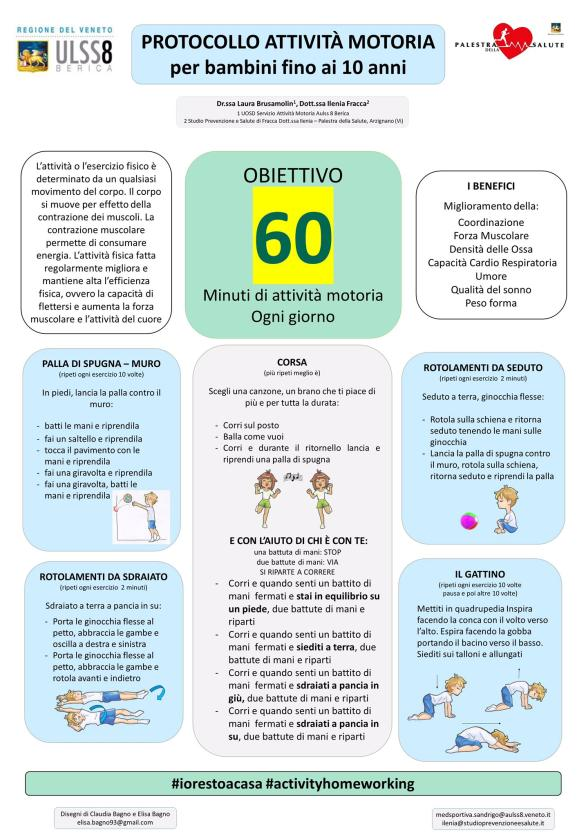 REGIONE DEL VENETO
ULSS8
BERICA
PROTOCOLLO ATTIVITÀ MOTORIA
per bambini fino ai 10 anni
PALESTRA DELLA SALUTE
Dr.ssa Laura Brusamolin¹, Dott.ssa Ilenia Fracca²
1 UOSD Servizio Attività Motoria Aulss 8 Berica
2 Studio Prevenzione e Salute di Fracca Dott.ssa Ilenia – Palestra della Salute, Arzignano (VI)
L'attività o l'esercizio fisico è
determinato da un qualsiasi
movimento del corpo. Il corpo
si muove per effetto della
contrazione dei muscoli. La
contrazione muscolare
permette di consumare
energia. L'attività fisica fatta
regolarmente migliora e
mantiene alta l'efficienza
fisica, ovvero la capacità di
flettersi e aumenta la forza
muscolare e l'attività del cuore
OBIETTIVO
60
Minuti di attività motoria
Ogni giorno
I BENEFICI
Miglioramento della:
Coordinazione
Forza Muscolare
Densità delle Ossa
Capacità Cardio Respiratoria
Umore
Qualità del sonno
Peso forma
PALLA DI SPUGNA – MURO
(ripeti ogni esercizio 10 volte)
In piedi, lancia la palla contro il
muro:
- batti le mani e riprendila
- fai un saltello e riprendila
- tocca il pavimento con le
mani e riprendila
- fai una giravolta e riprendila
- fai una giravolta, batti le
mani e riprendila
CORSA
(più ripeti meglio è)
Scegli una canzone, un brano che ti piace di
più e per tutta la durata:
- Corri sul posto
- Balla come vuoi
- Corri e durante il ritornello lancia e
riprendi una palla di spugna
E CON L'AIUTO DI CHI È CON TE:
una battuta di mani: STOP
due battute di mani: VIA
SI RIPARTE A CORRERE
- Corri e quando senti un battito di
mani fermati e stai in equilibrio su
un piede, due battute di mani e
riparti
- Corri e quando senti un battito di
mani fermati e siediti a terra, due
battute di mani e riparti
- Corri e quando senti un battito di
mani fermati e sdraiati a pancia in
giù, due battute di mani e riparti
- Corri e quando senti un battito di
mani fermati e sdraiati a pancia in
su, due battute di mani e riparti
ROTOLAMENTI DA SEDUTO
(ripeti ogni esercizio 2 minuti)
Seduto a terra, ginocchia flesse:
- Rotola sulla schiena e ritorna
seduto tenendo le mani sulle
ginocchia
- Lancia la palla di spugna contro
il muro, rotola sulla schiena,
ritorna seduto e riprendi la palla
ROTOLAMENTI DA SDRAIATO
(ripeti ogni esercizio 2 minuti)
Sdraiato a terra a pancia in su:
- Porta le ginocchia flesse al
petto, abbraccia le gambe e
oscilla a destra e sinistra
- Porta le ginocchia flesse al
petto, abbraccia le gambe e
rotola avanti e indietro
IL GATTINO
(ripeti ogni esercizio 10 volte
pausa e poi altre 10 volte)
Mettiti in quadrupedia Inspira
facendo la conca con il volto verso
l'alto. Espira facendo la gobba
portando il bacino verso il basso.
Siediti sui talloni e allungati
#iorestoacasa #activityhomeworking
Disegni di Claudia Bagno e Elisa Bagno
elisa.bagno93@gmail.com
medsportiva.sandrigo@aulss8.veneto.it
ilenia@studioprevenzioneesalute.it